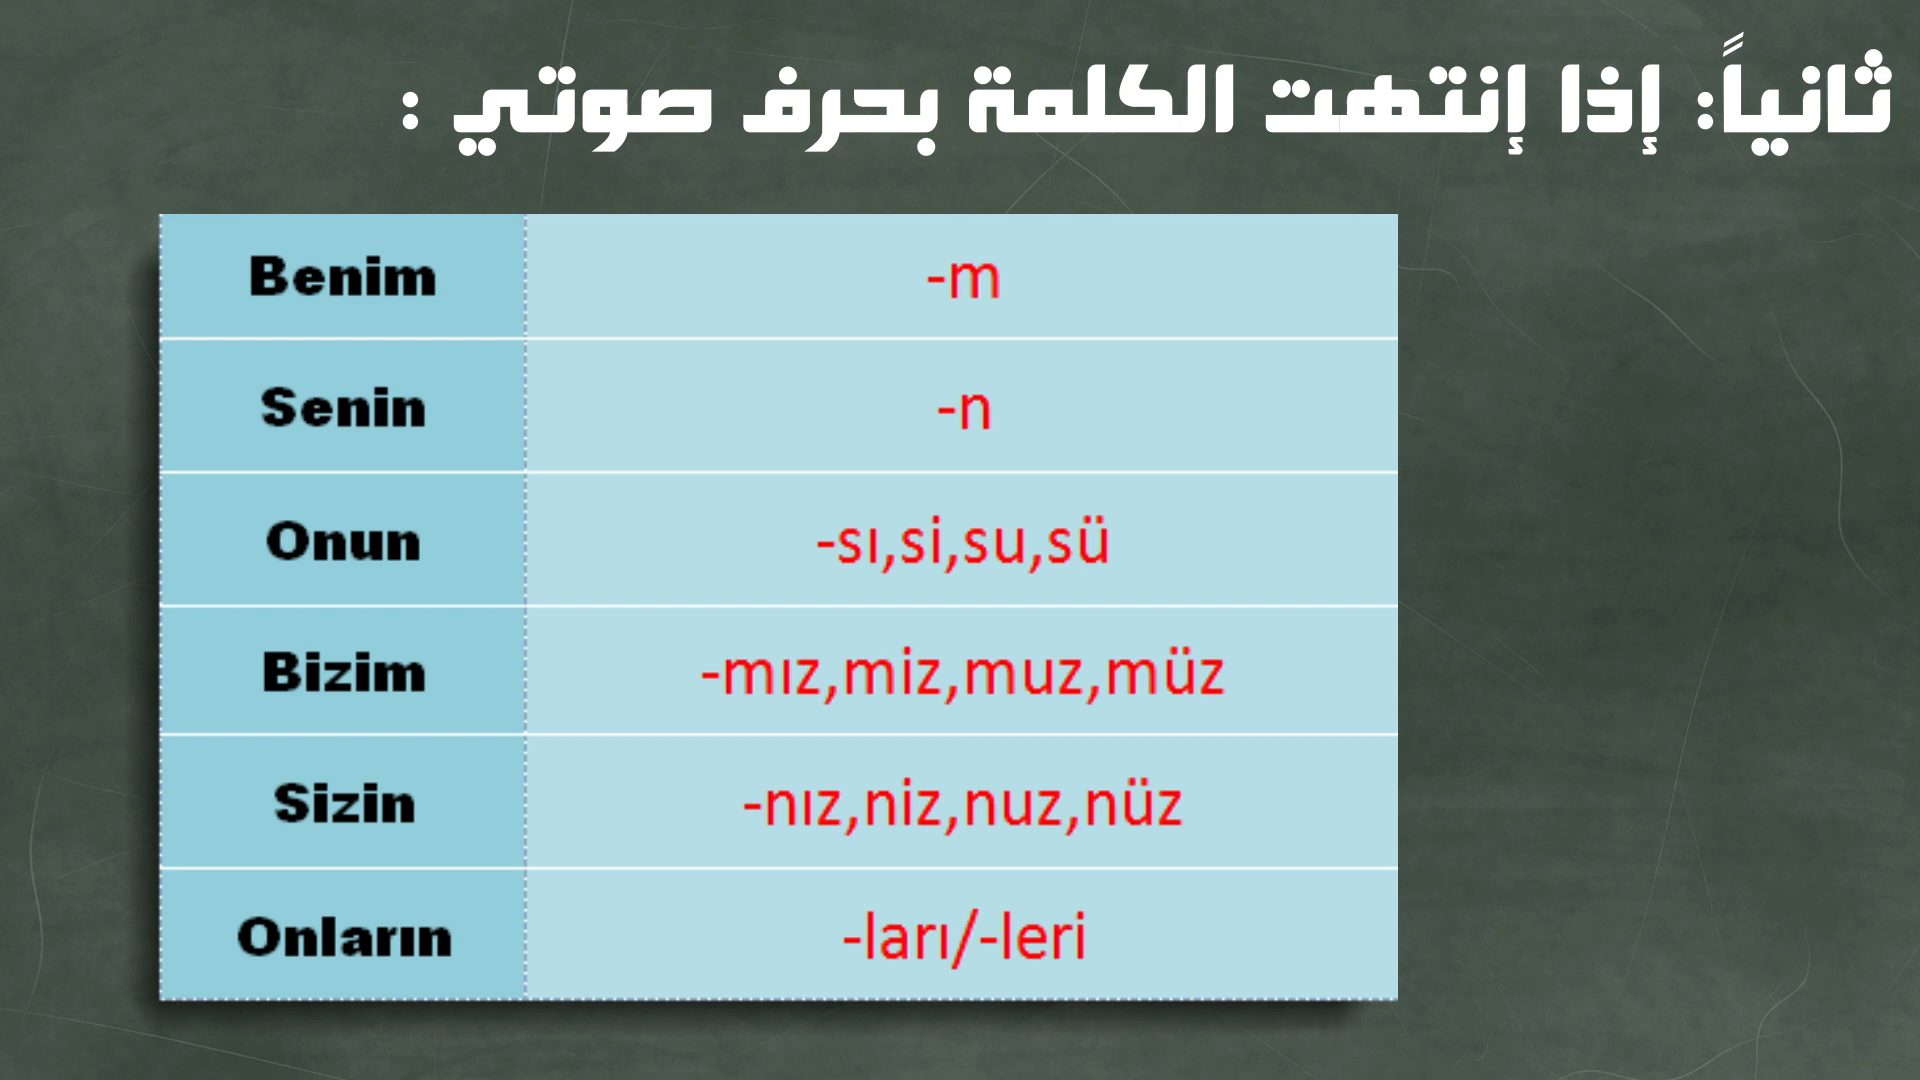 ثانياً: إذا إنتهت الكلمة بحرف صوتي :
Benim -m
Senin -n
Onun -sı,si,su,sü
Bizim -mız,miz,muz,müz
Sizin -nız,niz,nuz,nüz
Onların -ları/-leri